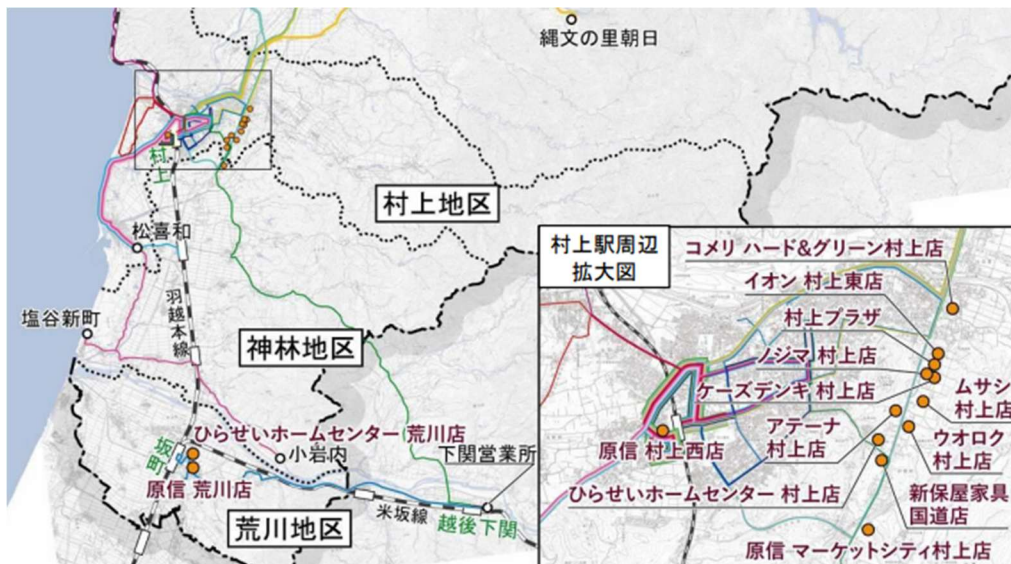 縄文の里朝日
村上
村上地区
松喜和
羽越本線
塩谷新町
神林地区
坂町
ひらせいホームセンター 荒川店
小岩内
原信 荒川店
下関営業所
荒川地区
米坂線
越後下関
村上駅周辺
拡大図
コメリ ハード&グリーン村上店
イオン 村上東店
村上プラザ
ノジマ 村上店
ケーズデンキ 村上店
ムサシ
村上店
アテーナ
村上店
ウオロク
村上店
原信 村上西店
ひらせいホームセンター 村上店
新保屋家具
国道店
原信 マーケットシティ村上店